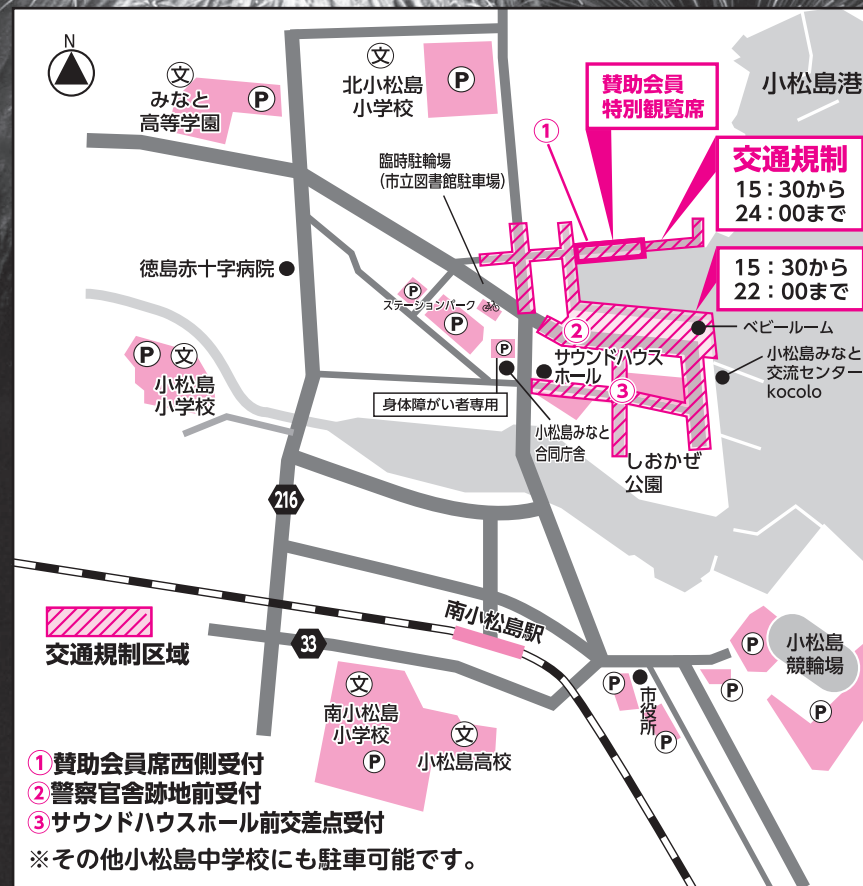 N
文
みなと
高等学園
P
文
北小松島
小学校
P
賛助会員
特別観覧席
小松島港
①
交通規制
15：30から
24：00まで
臨時駐輪場
（市立図書館駐車場）
徳島赤十字病院
15：30から
22：00まで
P
ステーションパーク
P
P
②
ベビールーム
サウンドハウス
ホール
小松島みなと
交流センター
kocolo
P
文
小松島
小学校
身体障がい者専用
③
小松島みなと
合同庁舎
しおかぜ
公園
216
南小松島駅
交通規制区域
33
文
南小松島
小学校
P
文
小松島高校
P
市役所
P
P
P
小松島
競輪場
P
①賛助会員席西側受付
②警察官舎跡地前受付
③サウンドハウスホール前交差点受付
※その他小松島中学校にも駐車可能です。